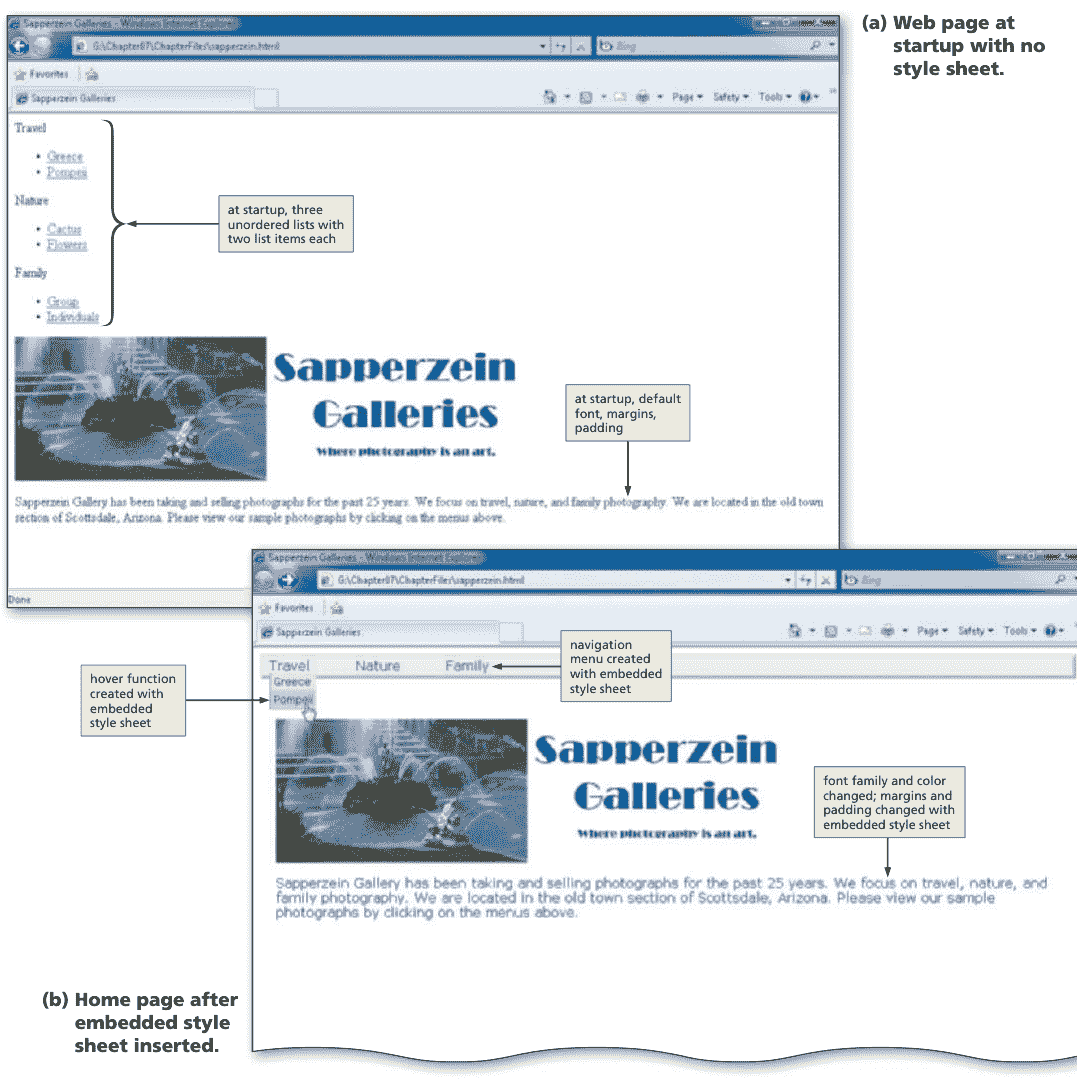 (a) Web page at
startup with no
style sheet.
Sapperzein Galleries - Windows Internet Explorer
G:\Chapter07\ChapterFiles\sapperzein.html
Bing
Favorites
Sapperzein Galleries
Page Safety Tools
Travel
• Greece
• Pompeii
Nature
• Cactus
• Flowers
Family
• Group
• Individuals
at startup, three
unordered lists with
two list items each
Sapperzein
Galleries
Where photography is an art.
at startup, default
font, margins,
padding
Sapperzein Gallery has been taking and selling photographs for the past 25 years. We focus on travel, nature, and family photography. We are located in the old town
section of Scottsdale, Arizona. Please view our sample photographs by clicking on the menus above.
Done
Sapperzein Galleries - Windows Internet Explorer
G:\Chapter07\ChapterFiles\sapperzein.html
Bing
Favorites
Sapperzein Galleries
Page Safety Tools
Travel Nature Family
Greece
Pompeii
navigation
menu created
with embedded
style sheet
hover function
created with
embedded
style sheet
Sapperzein
Galleries
Where photography is an art.
font family and color
changed; margins and
padding changed with
embedded style sheet
Sapperzein Gallery has been taking and selling photographs for the past 25 years. We focus on travel, nature, and
family photography. We are located in the old town section of Scottsdale, Arizona. Please view our sample
photographs by clicking on the menus above.
(b) Home page after
embedded style
sheet inserted.